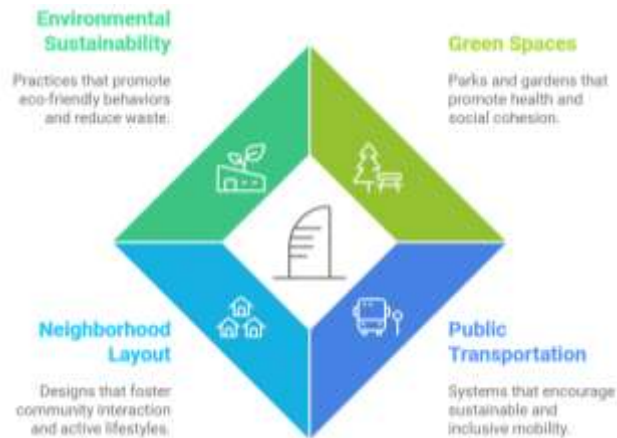 Environmental
Sustainability
Practices that promote
eco-friendly behaviors
and reduce waste.
Green Spaces
Parks and gardens that
promote health and
social cohesion.
Neighborhood
Layout
Designs that foster
community interaction
and active lifestyles.
Public
Transportation
Systems that encourage
sustainable and
inclusive mobility.